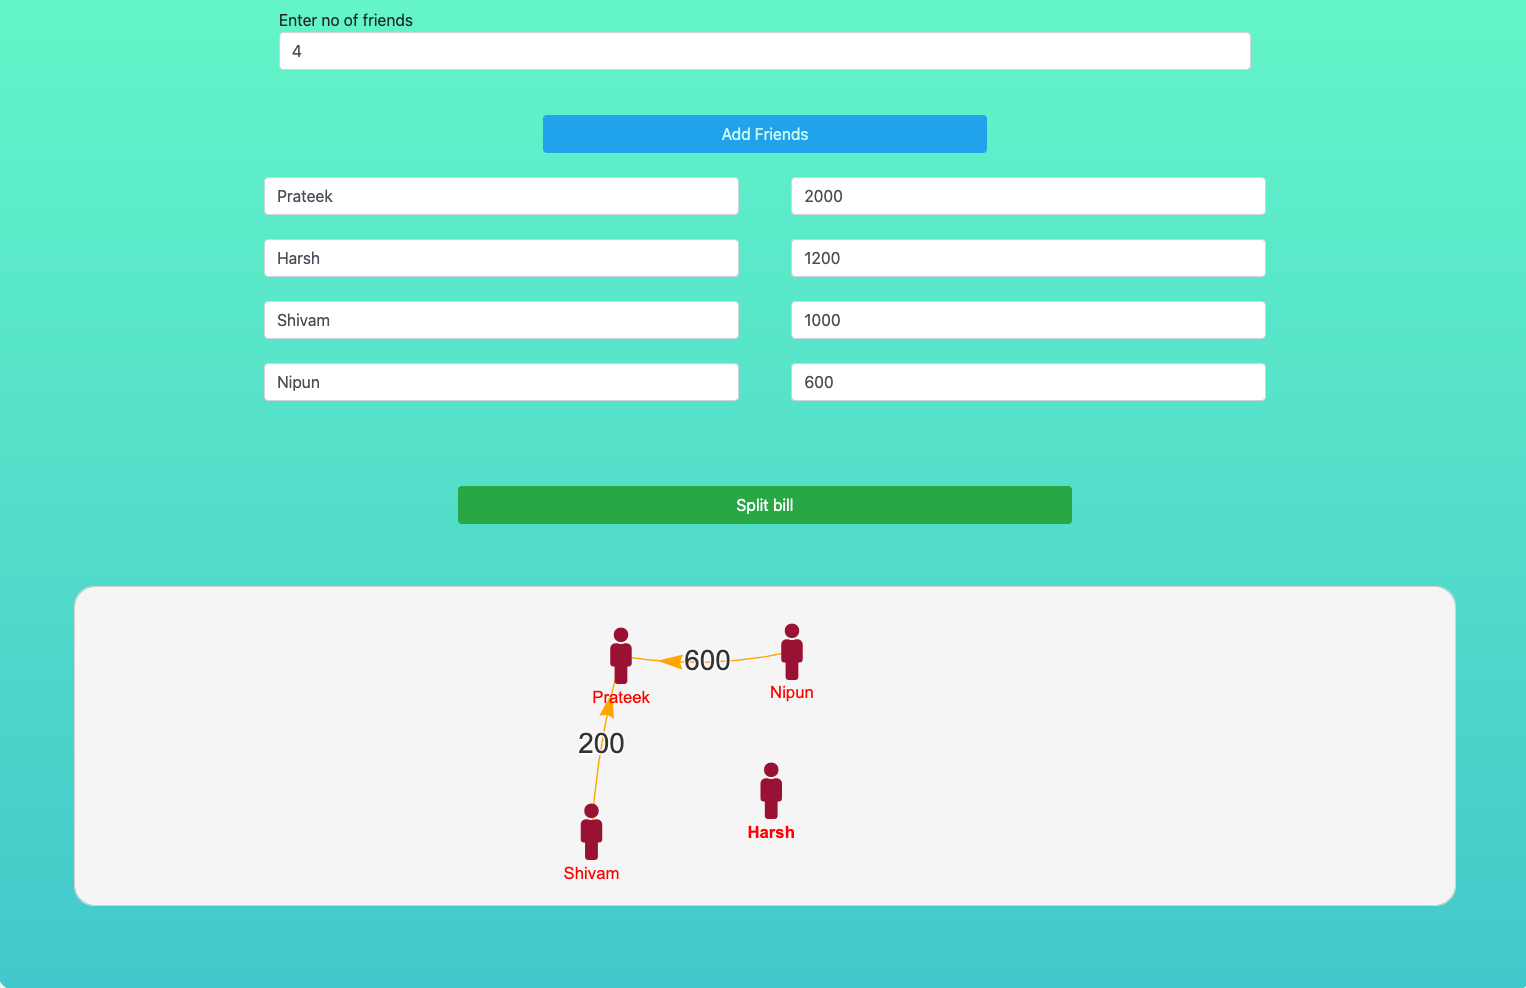 Enter no of friends
4
Add Friends
Prateek 2000
Harsh 1200
Shivam 1000
Nipun 600
Split bill
600
Prateek
Nipun
200
Harsh
Shivam